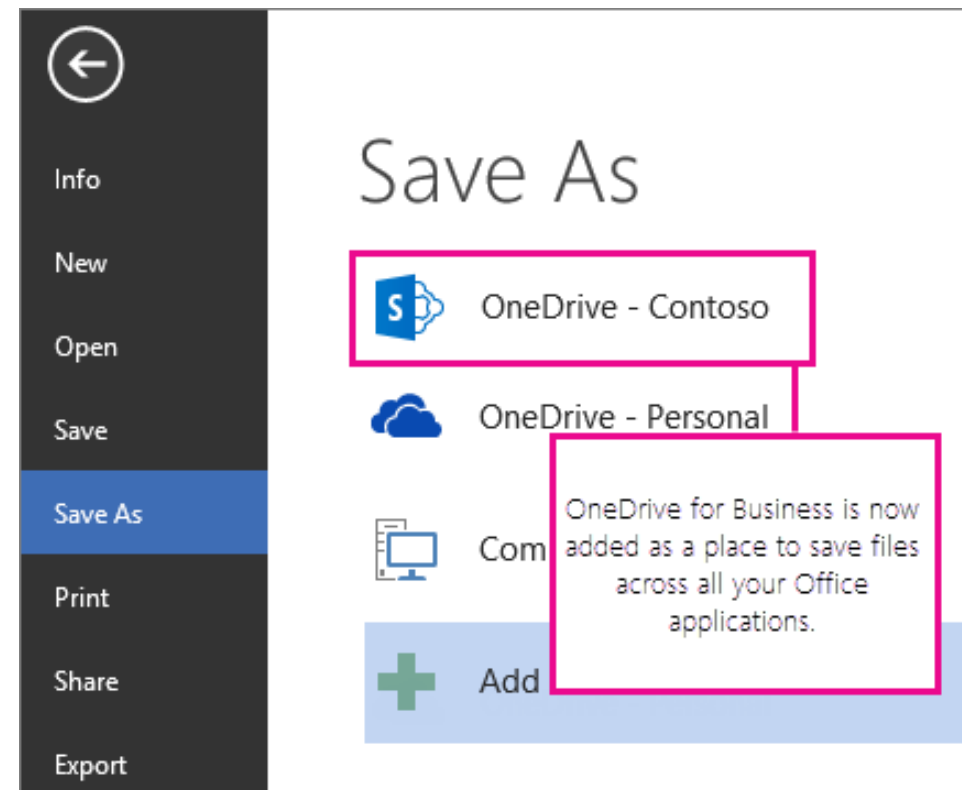 Info
New
Open
Save
Save As
Print
Share
Export
Save As
S OneDrive - Contoso
OneDrive - Personal
Com
Add
OneDrive for Business is now
added as a place to save files
across all your Office
applications.